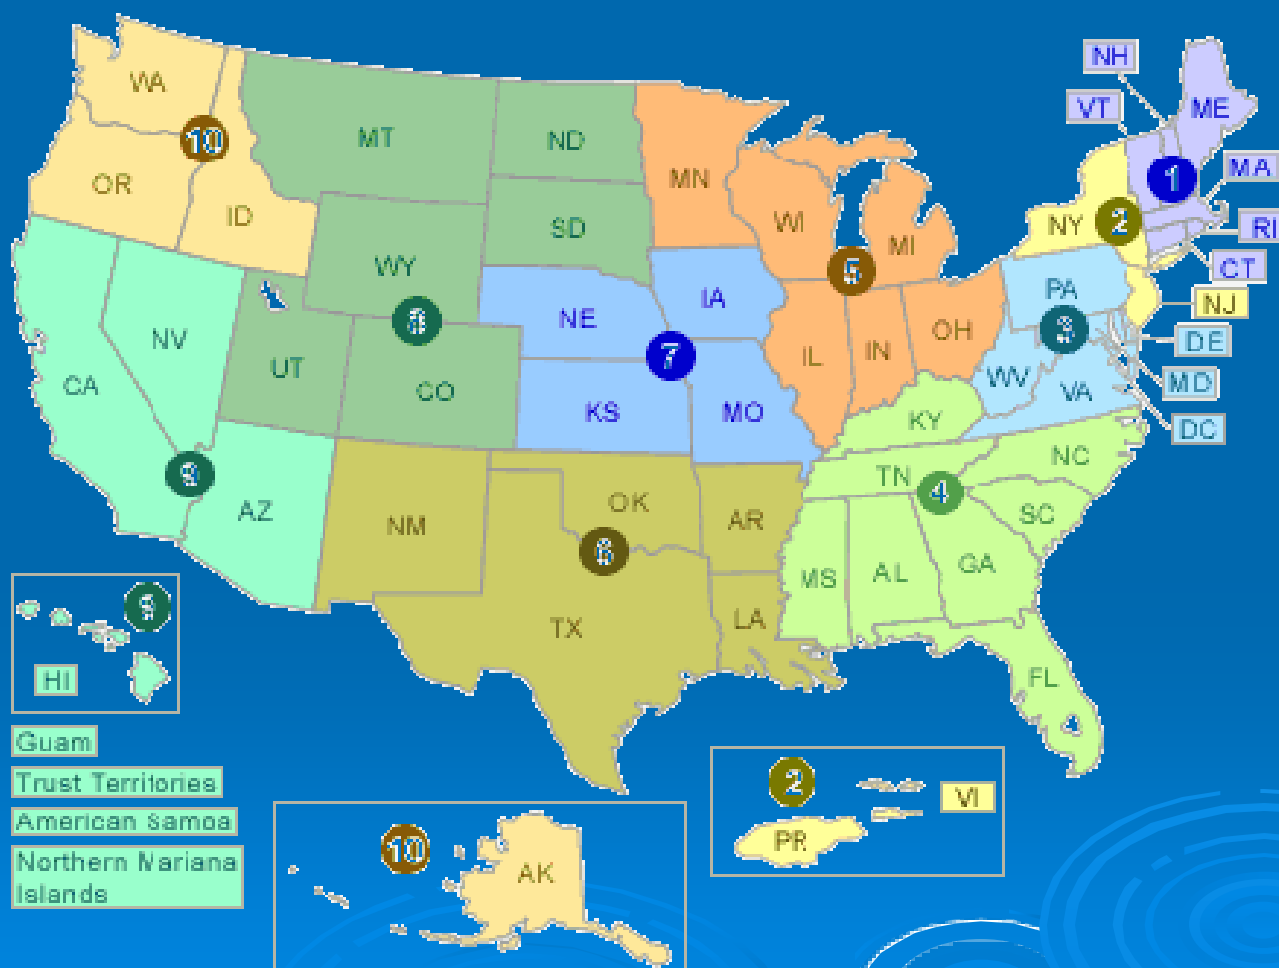 NH
WA
VT
ME
MT
ND
10
MA
MN
1
OR
ID
WI
NY
2
RI
SD
MI
WY
CT
5
PA
IA
NJ
8
NE
3
NV
OH
DE
7
IN
IL
UT
WV
MD
CA
CO
VA
KS
MO
KY
DC
NC
9
TN
4
OK
AZ
SC
AR
NM
6
GA
AL
MS
9
LA
TX
HI
FL
Guam
4
Trust Territories
2
VI
American Samoa
PR
10
Northern Mariana
Islands
AK